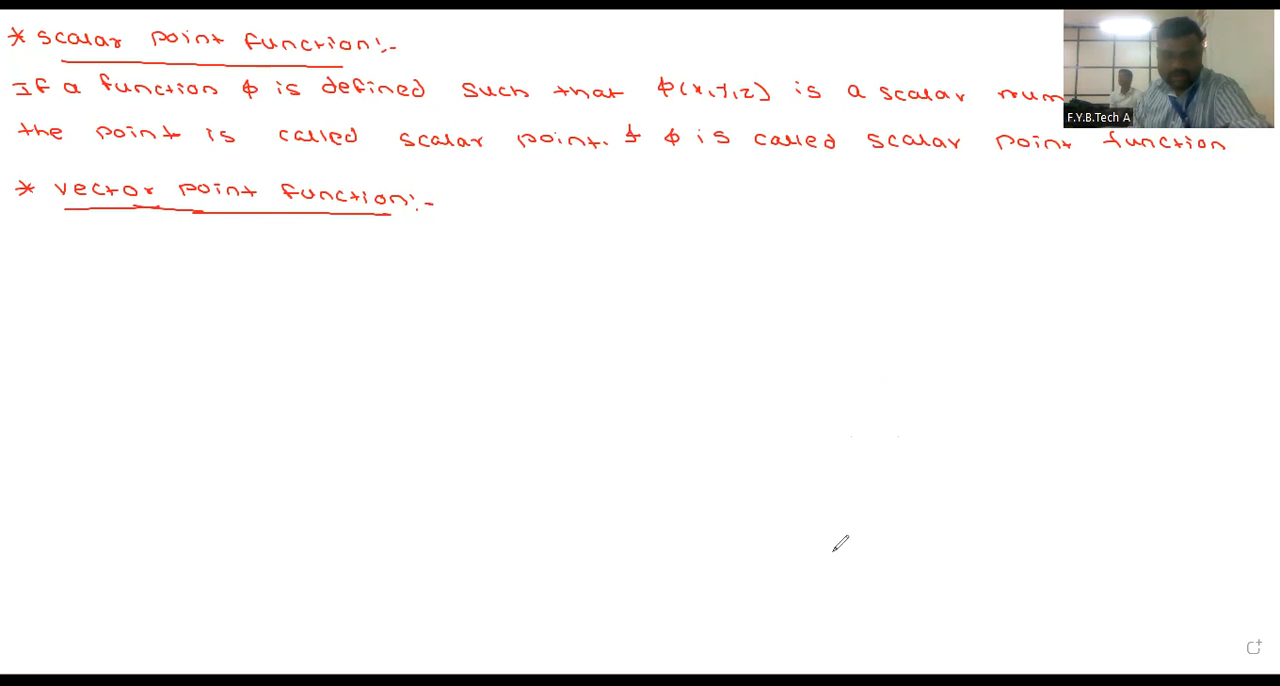 * scalar point function:-
If a function ϕ is defined such that ϕ(x,y,z) is a scalar num
the point is called scalar point. & ϕ is called scalar point function
* vector point function:-
F.Y.B.Tech A